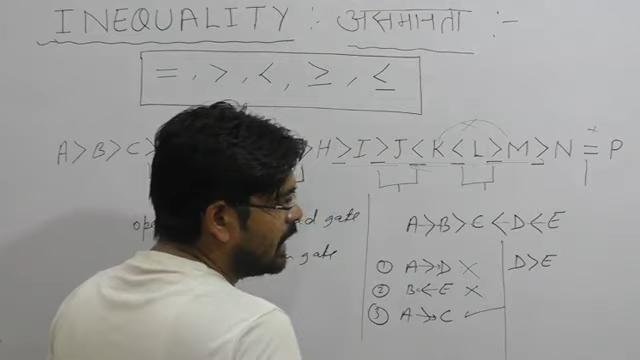 INEQUALITY : असमानता :-
= , > , < , ≥ , ≤
A > B > C > H ≥ I ≥ J ≤ K ≤ L ≥ M ≥ N = P
gate
A > B > C < D < E
gate
① A > D ✗ D > E
② B < E ✗
③ A > C ✓